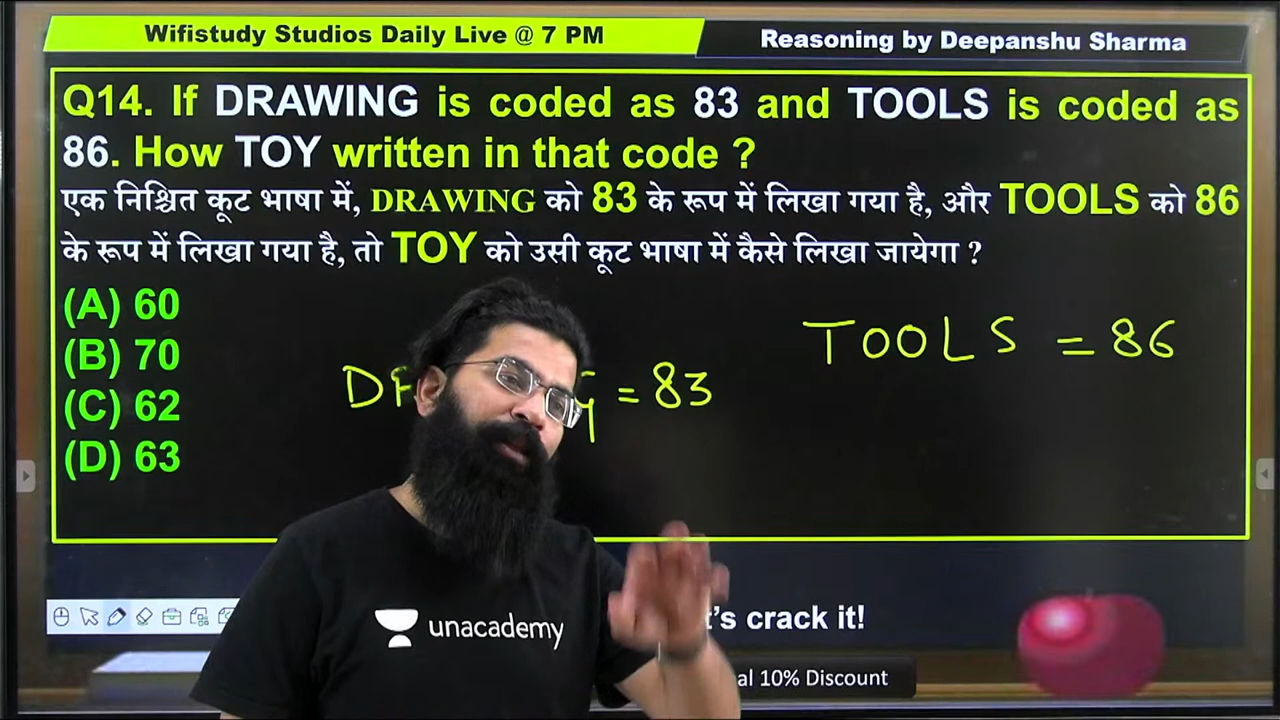 Wifistudy Studios Daily Live @ 7 PM
Reasoning by Deepanshu Sharma
Q14. If DRAWING is coded as 83 and TOOLS is coded as
86. How TOY written in that code ?
एक निश्चित कूट भाषा में, DRAWING को 83 के रूप में लिखा गया है, और TOOLS को 86
के रूप में लिखा गया है, तो TOY को उसी कूट भाषा में कैसे लिखा जायेगा ?
(A) 60
(B) 70
(C) 62
(D) 63
TOOLS = 86
= 83
unacademy
crack it!
10% Discount